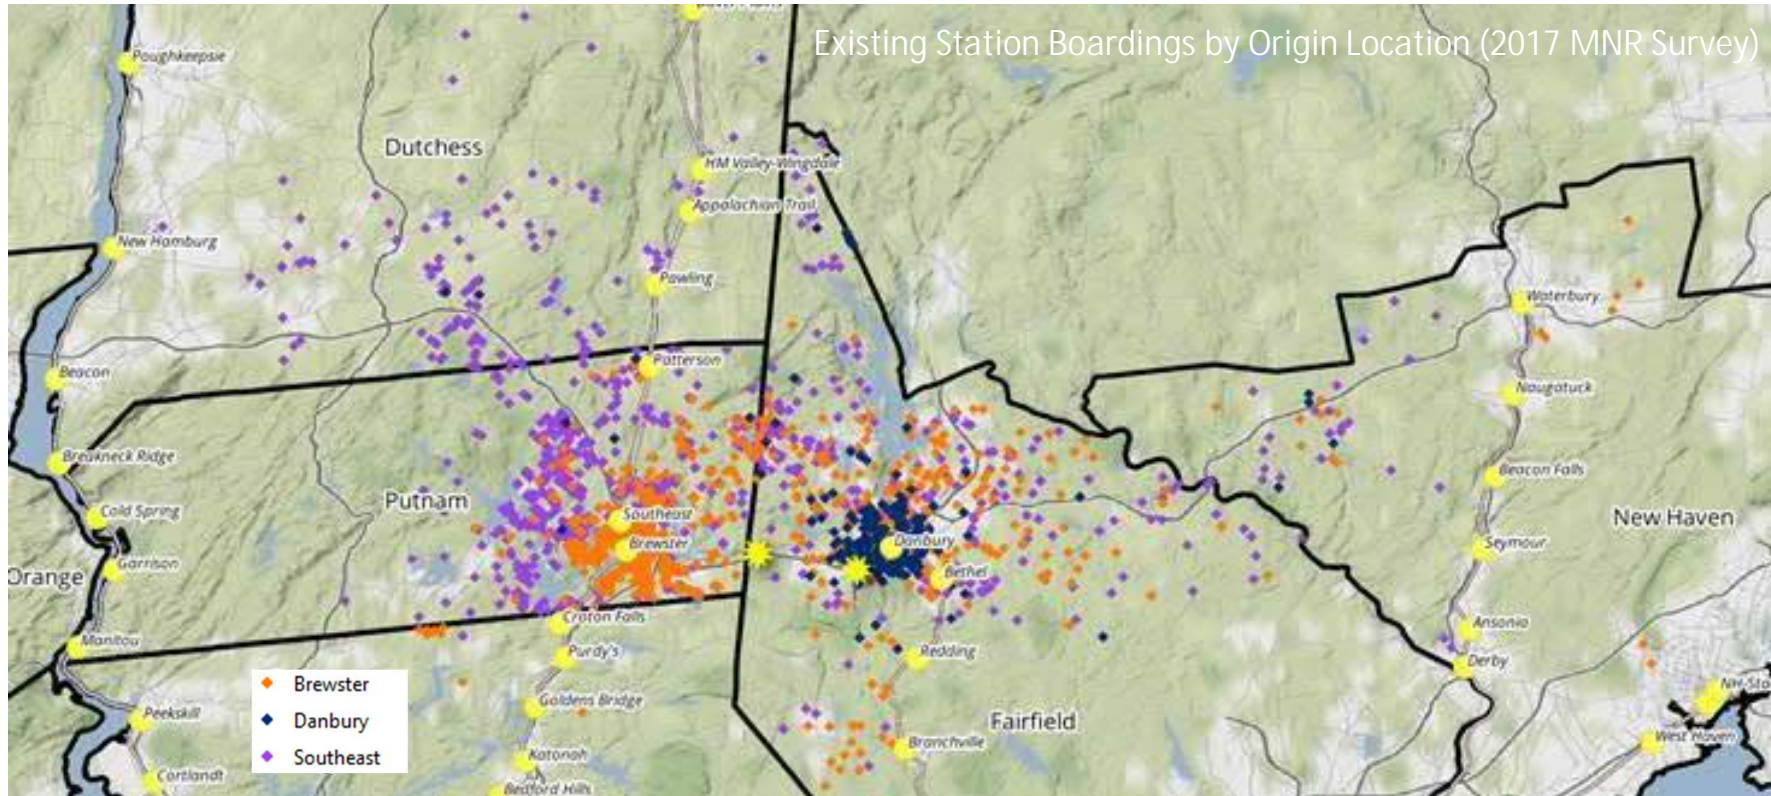 Existing Station Boardings by Origin Location (2017 MNR Survey)
Poughkeepsie
Dutchess
HM Valley-Wingdale
Appalachian Trail
New Hamburg
Pawling
Waterbury
Patterson
Beacon
Naugatuck
Breakneck Ridge
Beacon Falls
Putnam
Cold Spring
Southeast
New Haven
Brewster
Danbury
Seymour
Garrison
Orange
Bethel
Croton Falls
Ansonia
Manitou
Purdy's
Redding
Derby
Brewster
NH-Sta
Goldens Bridge
Peekskill
Danbury
Fairfield
Branchville
West Haven
Southeast
Katonah
Cortlandt
Bedford Hills